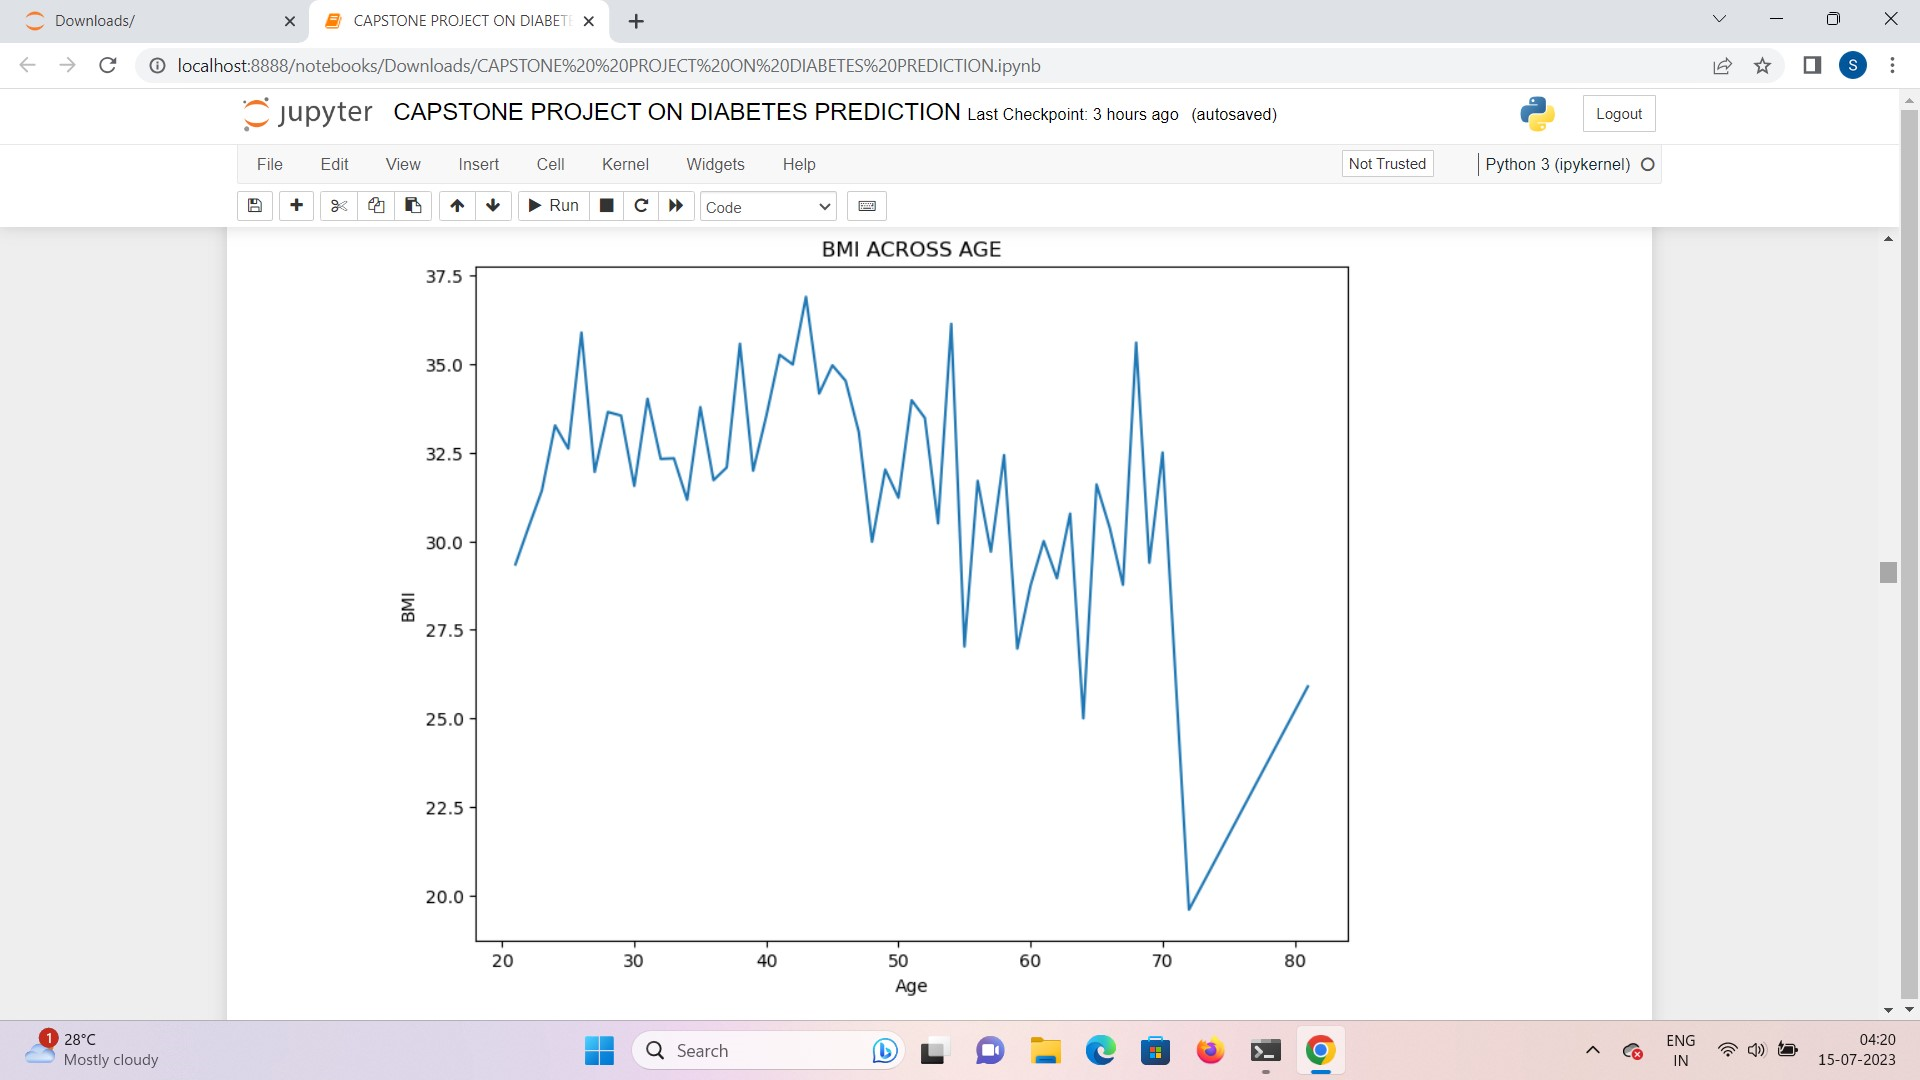 Downloads/
CAPSTONE PROJECT ON DIABET
localhost:8888/notebooks/Downloads/CAPSTONE%20%20PROJECT%20ON%20DIABETES%20PREDICTION.ipynb
S
jupyter CAPSTONE PROJECT ON DIABETES PREDICTION Last Checkpoint: 3 hours ago (autosaved)
Logout
File Edit View Insert Cell Kernel Widgets Help
Not Trusted
Python 3 (ipykernel)
Run
Code
BMI ACROSS AGE
37.5
35.0
32.5
30.0
BMI
27.5
25.0
22.5
20.0
20 30 40 50 60 70 80
Age
1
28°C
Mostly cloudy
Search
ENG
IN
04:20
15-07-2023